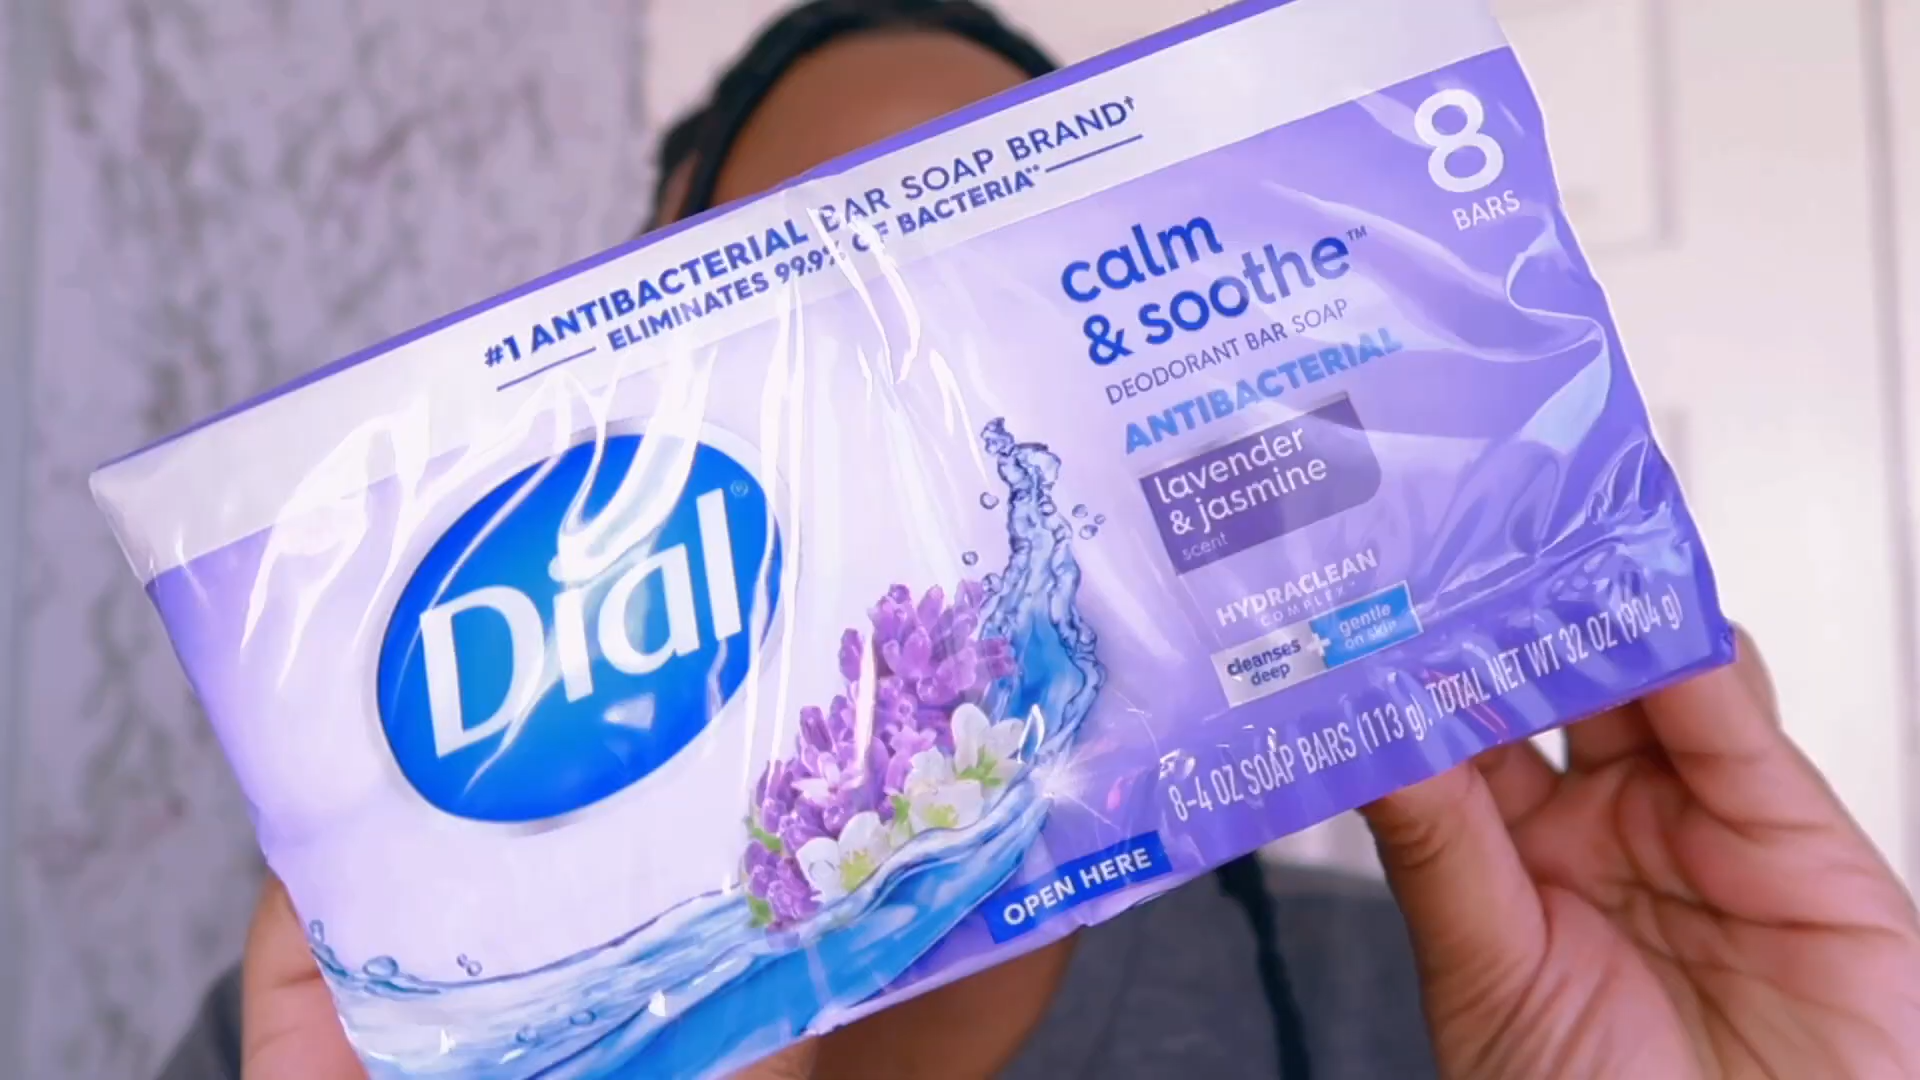 #1 ANTIBACTERIAL BAR SOAP BRAND†
ELIMINATES 99.9% OF BACTERIA**
8
BARS
calm
& soothe™
DEODORANT BAR SOAP
ANTIBACTERIAL
lavender
& jasmine
scent
Dial®
HYDRACLEAN
COMPLEX™
cleanses
deep
+
gentle
on skin
8-4 OZ SOAP BARS (113 g), TOTAL NET WT 32 OZ (904 g)
OPEN HERE